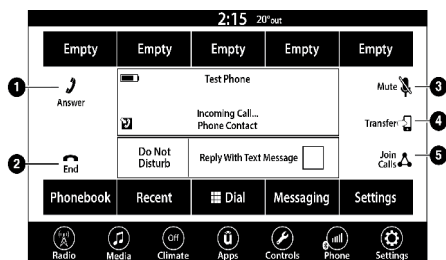 2:15 20°out
Empty Empty Empty Empty Empty
1
Answer
Test Phone
Incoming Call...
Phone Contact
Mute 3
Transfer 4
2
End
Do Not
Disturb
Reply With Text Message
Join
Calls 5
Phonebook Recent Dial Messaging Settings
Off
ū
Radio Media Climate Apps Controls Phone Settings